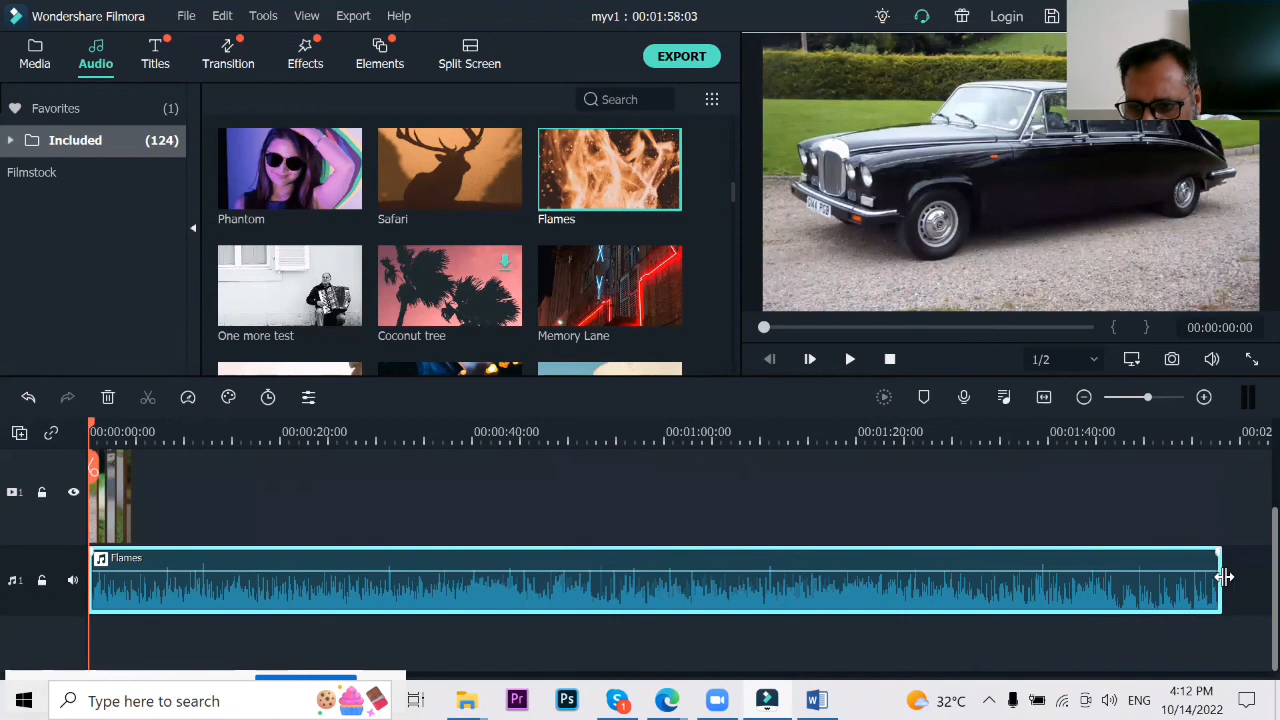 Wondershare Filmora File Edit Tools View Export Help myv1 : 00:01:58:03 Login
Media Audio Titles Transition Effects Elements Split Screen EXPORT
Favorites (1) Search
Included (124)
Filmstock
Phantom Safari Flames
One more test Coconut tree Memory Lane
00:00:00:00
1/2
00:00:00:00 00:00:20:00 00:00:40:00 00:01:00:00 00:01:20:00 00:01:40:00 00:02
1
Flames
1
Type here to search Pr Ps 1 W 32°C ENG 4:12 PM
10/14/2022